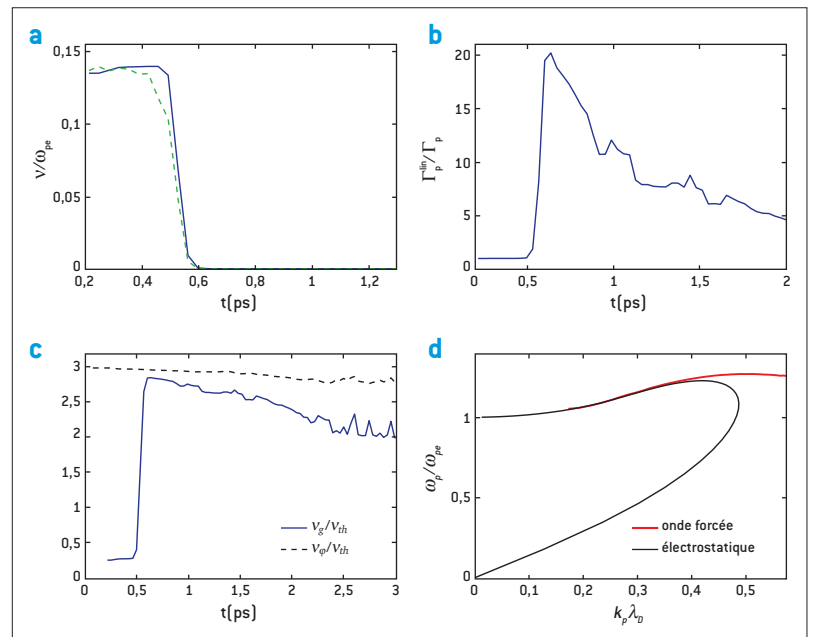 a
0,15
0,1
0,05
0
ν/ω_pe
0,2 0,4 0,6 0,8 1 1,2
t(ps)
b
20
15
10
5
0
Γ_p^lin/Γ_p
0 0,5 1 1,5 2
t(ps)
c
3
2,5
2
1,5
1
0,5
0
v_g/v_th
v_φ/v_th
0 0,5 1 1,5 2 2,5 3
t(ps)
d
1
0,5
0
ω_p/ω_pe
onde forcée
électrostatique
0 0,1 0,2 0,3 0,4 0,5
k_p λ_D